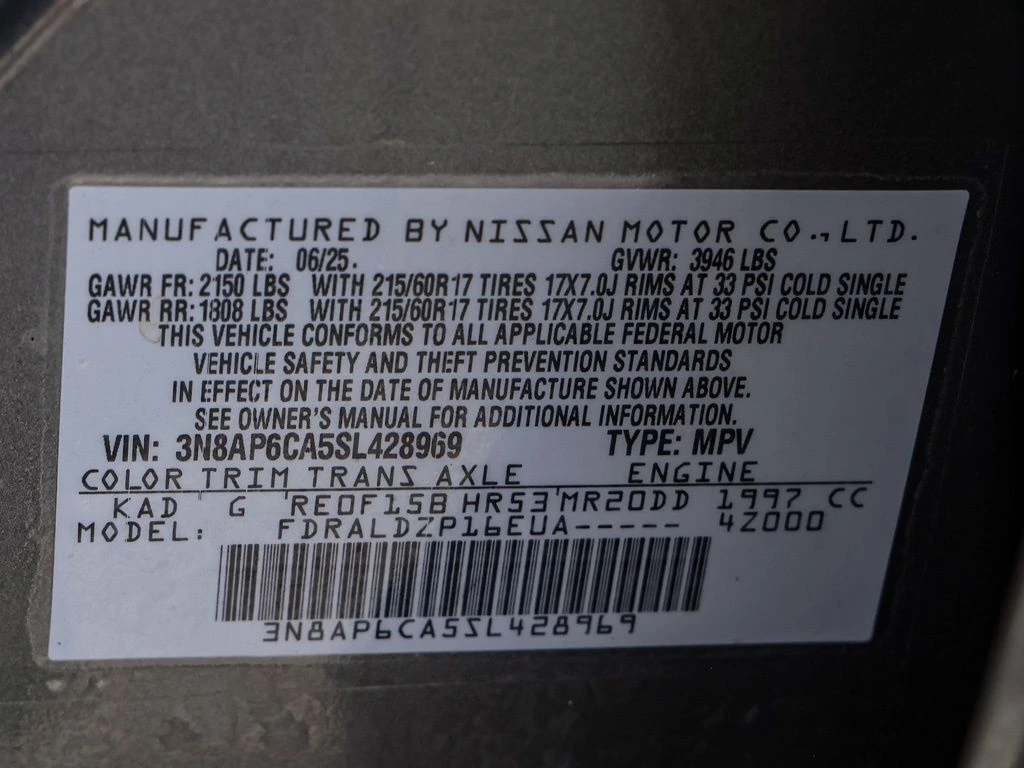 MANUFACTURED BY NISSAN MOTOR CO., LTD.
DATE: 06/25. GVWR: 3946 LBS
GAWR FR: 2150 LBS WITH 215/60R17 TIRES 17X7.0J RIMS AT 33 PSI COLD SINGLE
GAWR RR: 1808 LBS WITH 215/60R17 TIRES 17X7.0J RIMS AT 33 PSI COLD SINGLE
THIS VEHICLE CONFORMS TO ALL APPLICABLE FEDERAL MOTOR
VEHICLE SAFETY AND THEFT PREVENTION STANDARDS
IN EFFECT ON THE DATE OF MANUFACTURE SHOWN ABOVE.
SEE OWNER'S MANUAL FOR ADDITIONAL INFORMATION.
VIN: 3N8AP6CA5SL428969 TYPE: MPV
COLOR TRIM TRANS AXLE ENGINE
KAD G RE0F15B HR53 MR20DD 1997 CC
MODEL: FDRALDZP16EUA----- 4Z000
3N8AP6CA5SL428969